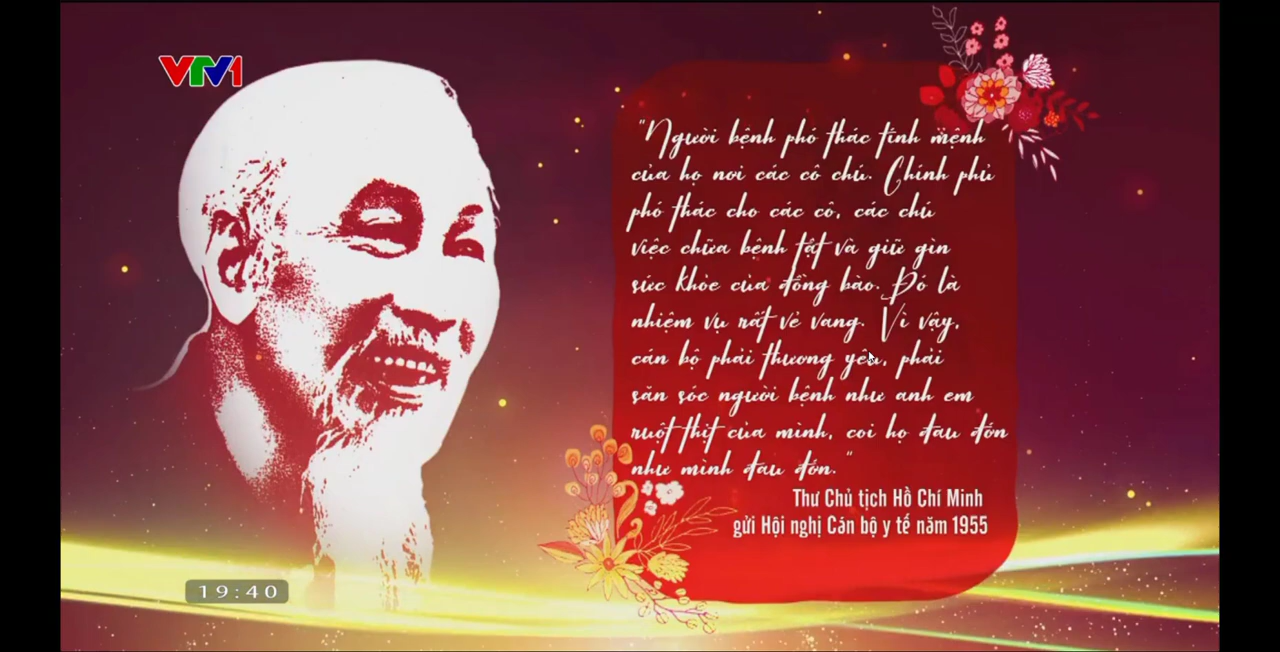 VTV1
"Người bệnh phó thác tính mệnh
của họ nơi các cô chú. Chính phủ
phó thác cho các cô, các chú
việc chữa bệnh tật và giữ gìn
sức khỏe của đồng bào. Đó là
nhiệm vụ rất vẻ vang. Vì vậy,
cán bộ phải thương yêu, phải
săn sóc người bệnh như anh em
ruột thịt của mình, coi họ đau đớn
như mình đau đớn."
Thư Chủ tịch Hồ Chí Minh
gửi Hội nghị Cán bộ y tế năm 1955
19:40